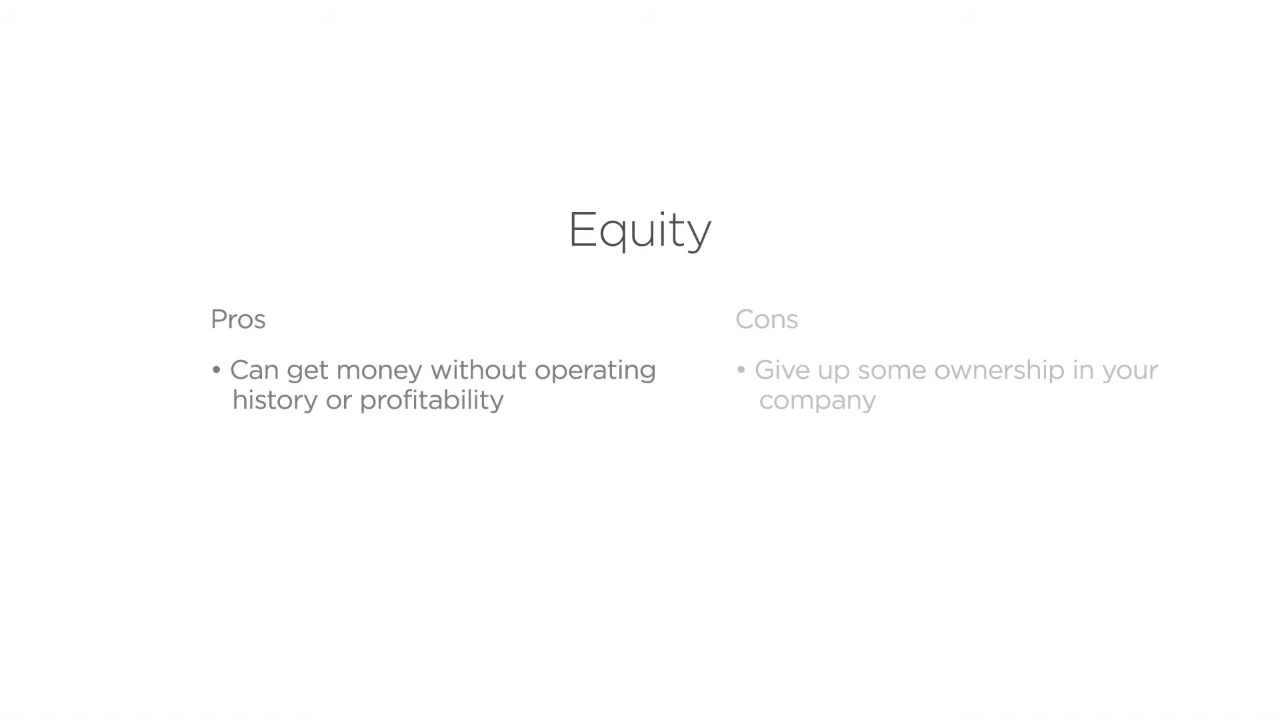 Equity
Pros
• Can get money without operating
history or profitability
Cons
• Give up some ownership in your
company